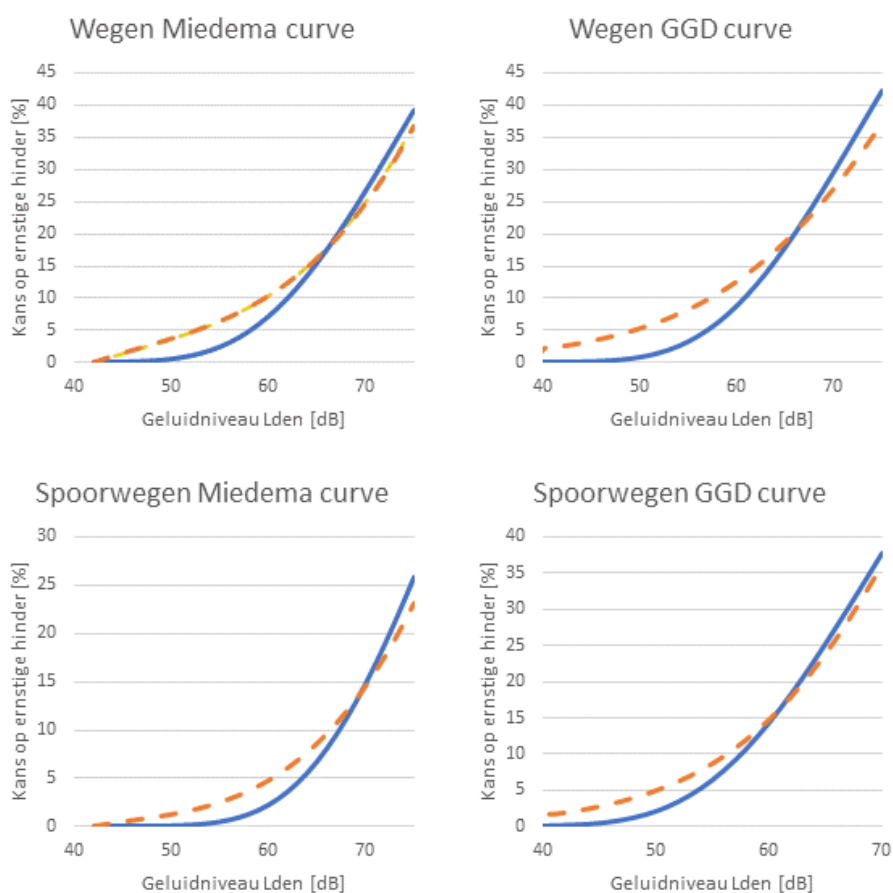 Wegen Miedema curve
Kans op ernstige hinder [%]
45
40
35
30
25
20
15
10
5
0
40 50 60 70
Geluidniveau Lden [dB]
Wegen GGD curve
Kans op ernstige hinder [%]
45
40
35
30
25
20
15
10
5
0
40 50 60 70
Geluidniveau Lden [dB]
Spoorwegen Miedema curve
Kans op ernstige hinder [%]
30
25
20
15
10
5
0
40 50 60 70
Geluidniveau Lden [dB]
Spoorwegen GGD curve
Kans op ernstige hinder [%]
40
35
30
25
20
15
10
5
0
40 50 60 70
Geluidniveau Lden [dB]